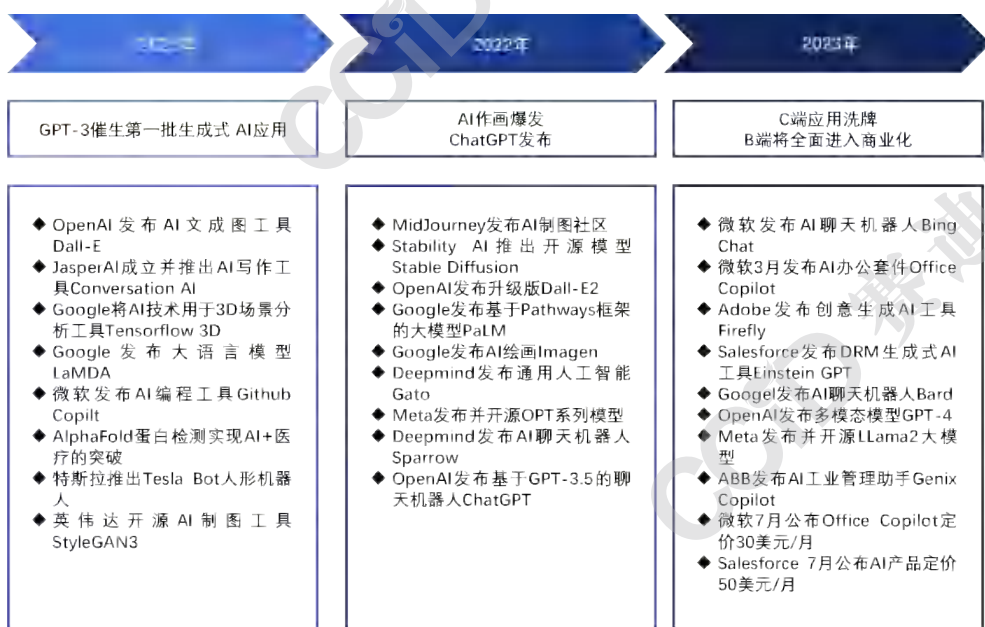 2021年
2022年
2023年
GPT-3催生第一批生成式 AI应用
AI作画爆发
ChatGPT发布
C端应用洗牌
B端将全面进入商业化
◆ OpenAI 发布 AI 文成图工具
Dall-E
◆ JasperAI成立并推出AI写作工
具Conversation AI
◆ Google将AI技术用于3D场景分
析工具Tensorflow 3D
◆ Google 发布大语言模型
LaMDA
◆ 微软发布AI编程工具Github
Copilt
◆ AlphaFold蛋白检测实现AI+医
疗的突破
◆ 特斯拉推出Tesla Bot人形机器
人
◆ 英伟达开源AI制图工具
StyleGAN3
◆ MidJourney发布AI制图社区
◆ Stability AI推出开源模型
Stable Diffusion
◆ OpenAI发布升级版Dall-E2
◆ Google发布基于Pathways框架
的大模型PaLM
◆ Google发布AI绘画Imagen
◆ Deepmind发布通用人工智能
Gato
◆ Meta发布并开源OPT系列模型
◆ Deepmind发布AI聊天机器人
Sparrow
◆ OpenAI发布基于GPT-3.5的聊
天机器人ChatGPT
◆ 微软发布AI聊天机器人Bing
Chat
◆ 微软3月发布AI办公套件Office
Copilot
◆ Adobe发布创意生成AI工具
Firefly
◆ Salesforce发布DRM生成式AI
工具Einstein GPT
◆ Googel发布AI聊天机器人Bard
◆ OpenAI发布多模态模型GPT-4
◆ Meta发布并开源LLama2大模
型
◆ ABB发布AI工业管理助手Genix
Copilot
◆ 微软7月公布Office Copilot定
价30美元/月
◆ Salesforce 7月公布AI产品定价
50美元/月
CCiD
CCiD 赛迪